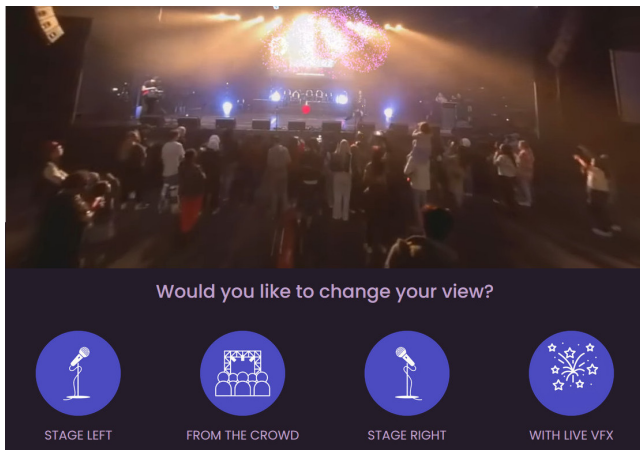 Would you like to change your view?
STAGE LEFT
FROM THE CROWD
STAGE RIGHT
WITH LIVE VFX